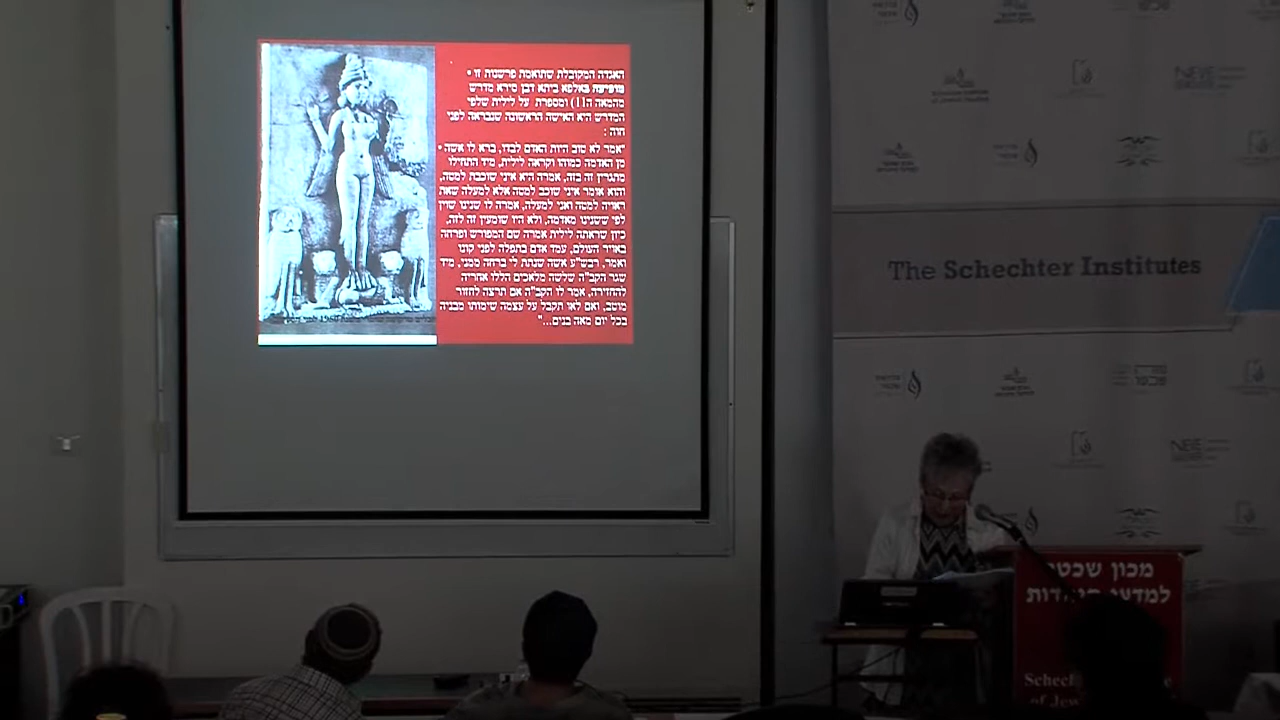 האגדה המקובלת שתואמת פרשנות זו •
מופיעה באלפא ביתא דבן סירא מדרש
מהמאה ה11) ומספרת על לילית שלפי
המדרש היא האישה הראשונה שנבראה לפני
חוה :
"אמר לא טוב היות האדם לבדו, ברא לו אשה •
מן האדמה כמוהו וקראה לילית, מיד התחילו
מתגרין זה בזה, אמרה היא איני שוכבת למטה,
והוא אומר איני שוכב למטה אלא למעלה שאת
ראויה למטה ואני למעלה, אמרה לו שנינו שוין
לפי ששנינו מאדמה, ולא היו שומעין זה לזה,
כיון שראתה לילית אמרה שם המפורש ופרחה
באויר העולם, עמד אדם בתפלה לפני קונו
ואמר, רבש"ע אשה שנתת לי ברחה ממני, מיד
שגר הקב"ה שלשה מלאכים הללו אחריה
להחזירה, אמר לו הקב"ה אם תרצה לחזור
מוטב, ואם לאו תקבל על עצמה שימותו מבניה
בכל יום מאה בנים..."
The Schechter Institutes
NEVE
NEVE
מכון שכטר
למדעי היהדות